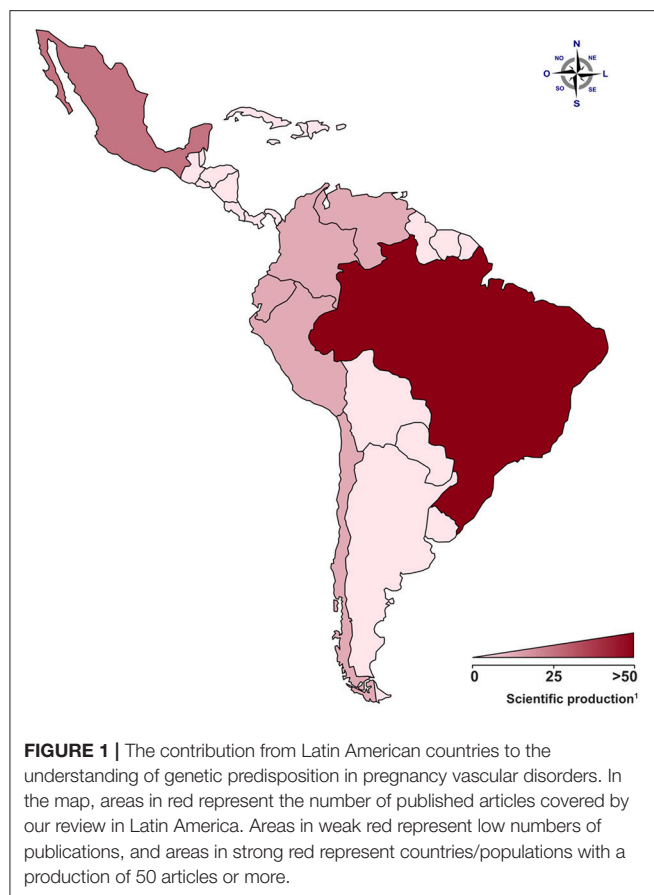 N
NO
NE
O
L
SO
SE
S
0
25
>50
Scientific production¹
FIGURE 1 | The contribution from Latin American countries to the
understanding of genetic predisposition in pregnancy vascular disorders. In
the map, areas in red represent the number of published articles covered by
our review in Latin America. Areas in weak red represent low numbers of
publications, and areas in strong red represent countries/populations with a
production of 50 articles or more.